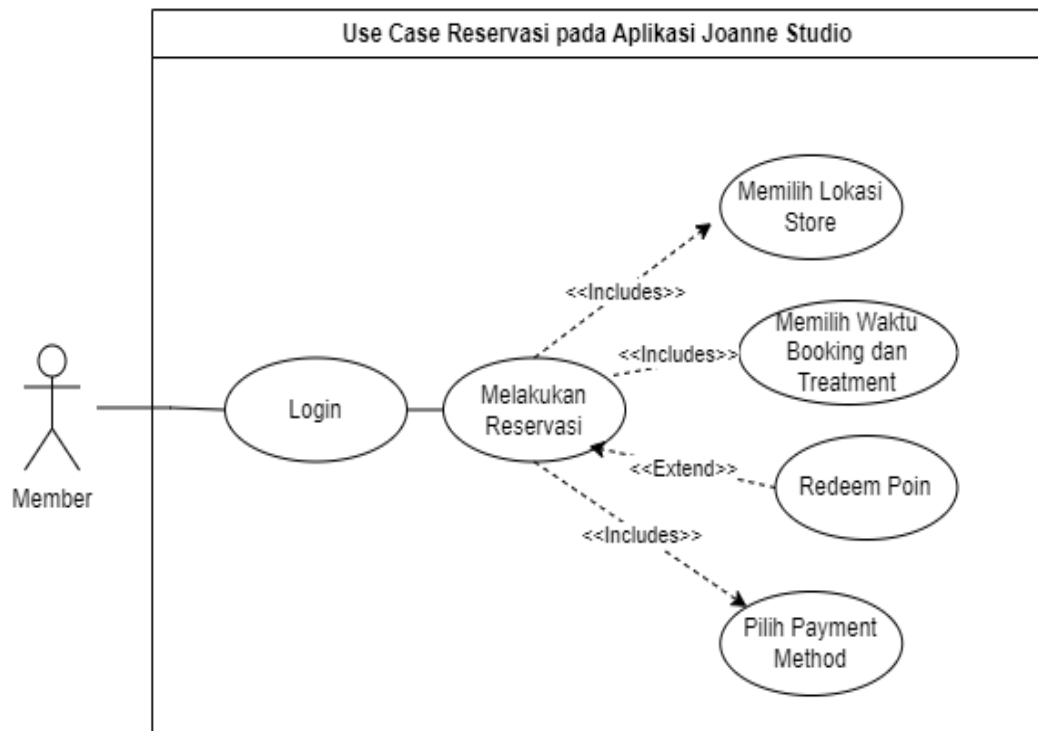 Use Case Reservasi pada Aplikasi Joanne Studio
Memilih Lokasi
Store
<<Includes>>
Memilih Waktu
Booking dan
Treatment
<<Includes>>
Login
Melakukan
Reservasi
<<Extend>>
Redeem Poin
Member
<<Includes>>
Pilih Payment
Method